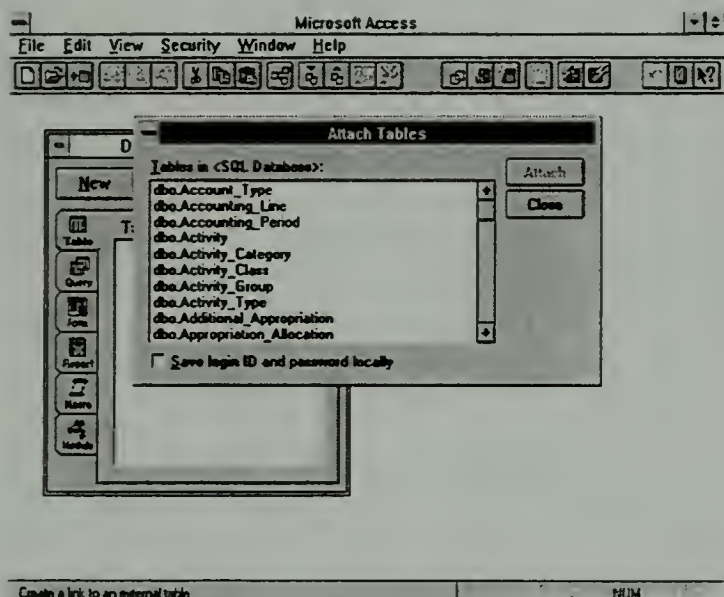 Microsoft Access
File Edit View Security Window Help
D
Attach Tables
New
Tables in <SQL Database>:
Attach
Close
dbo.Account_Type
dbo.Accounting_Line
dbo.Accounting_Period
dbo.Activity
dbo.Activity_Category
dbo.Activity_Class
dbo.Activity_Group
dbo.Activity_Type
dbo.Additional_Appropriation
dbo.Appropriation_Allocation
Save login ID and password locally
Table
Query
Form
Report
Macro
Module
Create a link to an external table
NUM